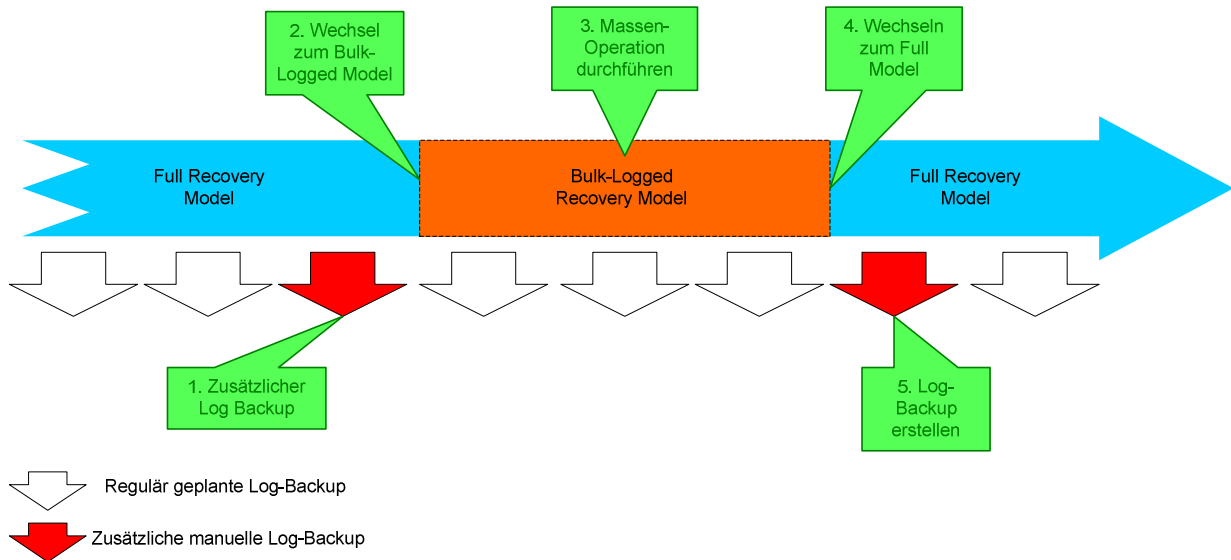 2. Wechsel
zum Bulk-
Logged Model
3. Massen-
Operation
durchführen
4. Wechseln
zum Full
Model
Full Recovery
Model
Bulk-Logged
Recovery Model
Full Recovery
Model
1. Zusätzlicher
Log Backup
5. Log-
Backup
erstellen
Regulär geplante Log-Backup
Zusätzliche manuelle Log-Backup